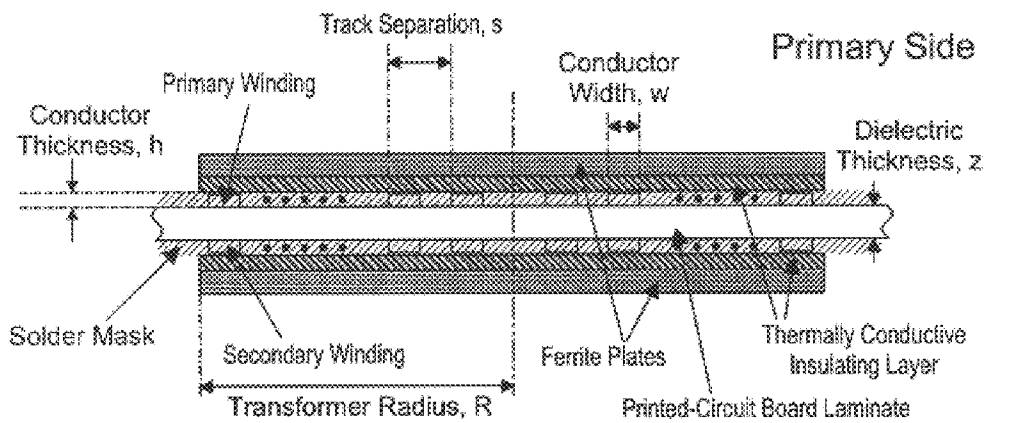 Track Separation, s
Primary Side
Conductor
Width, w
Primary Winding
Conductor
Thickness, h
Dielectric
Thickness, z
Solder Mask
Secondary Winding
Ferrite Plates
Thermally Conductive
Insulating Layer
Transformer Radius, R
Printed-Circuit Board Laminate